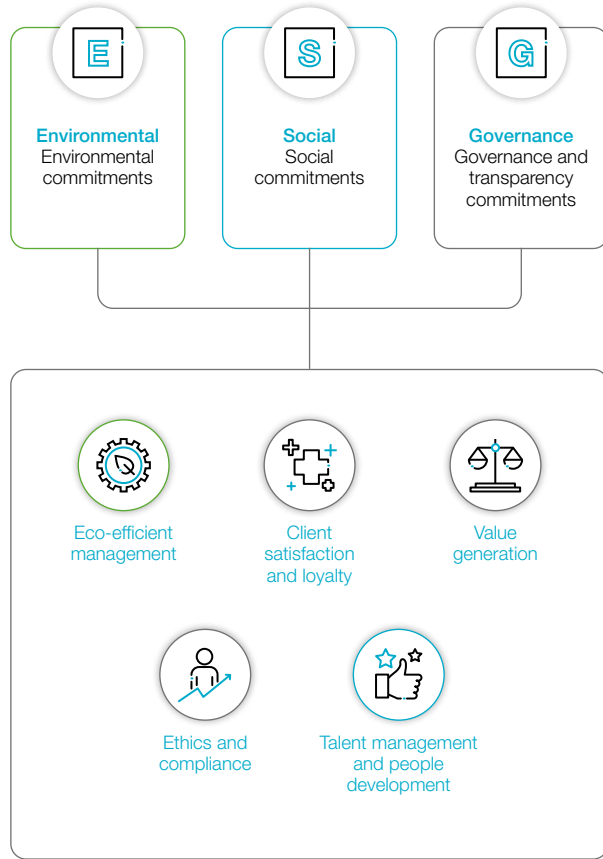 E
Environmental
Environmental
commitments
S
Social
Social
commitments
G
Governance
Governance and
transparency
commitments
Eco-efficient
management
Client
satisfaction
and loyalty
Value
generation
Ethics and
compliance
Talent management
and people
development